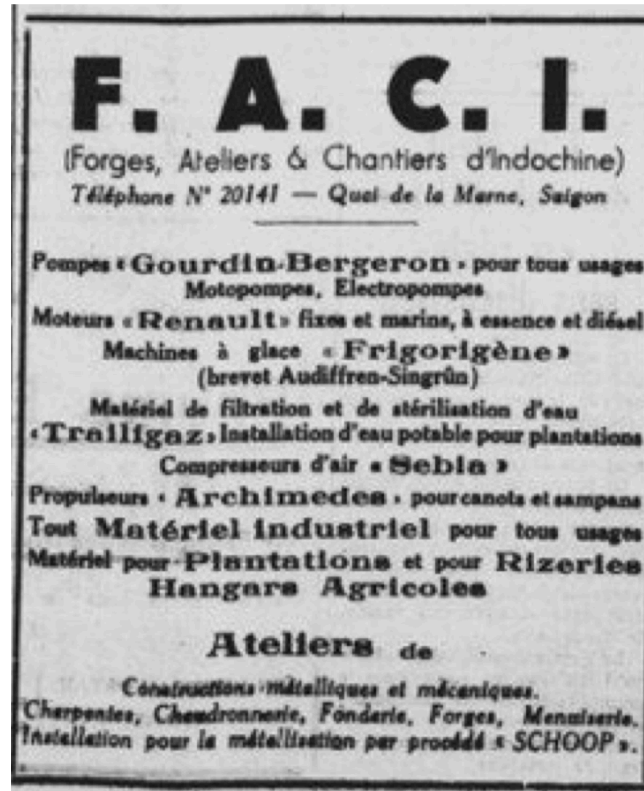 F. A. C. I.
(Forges, Ateliers & Chantiers d'Indochine)
Téléphone N° 20141 — Quai de la Marne, Saigon
Pompes « Gourdin-Bergeron » pour tous usages
Motopompes, Electropompes
Moteurs « Renault » fixes et marins, à essence et diésel
Machines à glace « Frigorigène »
(brevet Audiffren-Singrün)
Matériel de filtration et de stérilisation d'eau
« Trailigaz » Installation d'eau potable pour plantations
Compresseurs d'air « Sebia »
Propulseurs « Archimedes » pour canots et sampans
Tout Matériel industriel pour tous usages
Matériel pour Plantations et pour Rizeries
Hangars Agricoles
Ateliers de
Constructions métalliques et mécaniques.
Charpentes, Chaudronnerie, Fonderie, Forges, Menuiserie.
Installation pour la métallisation par procédé « SCHOOP ».